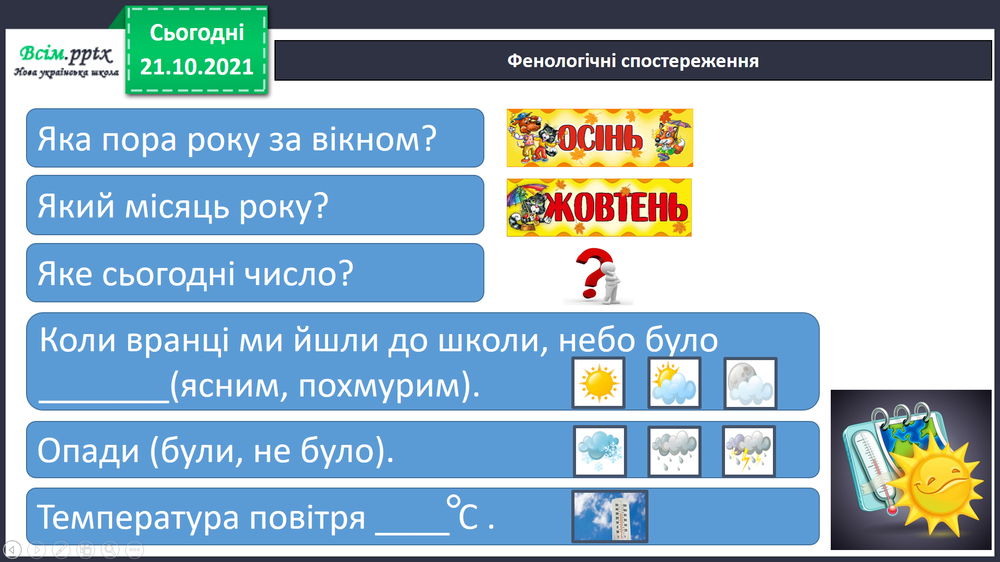 Сьогодні
21.10.2021
Всім.pptx
Нова українська школа
Фенологічні спостереження
Яка пора року за вікном?
ОСІНЬ
Який місяць року?
ЖОВТЕНЬ
Яке сьогодні число?
?
Коли вранці ми йшли до школи, небо було
_______(ясним, похмурим).
Опади (були, не було).
Температура повітря ____°С .